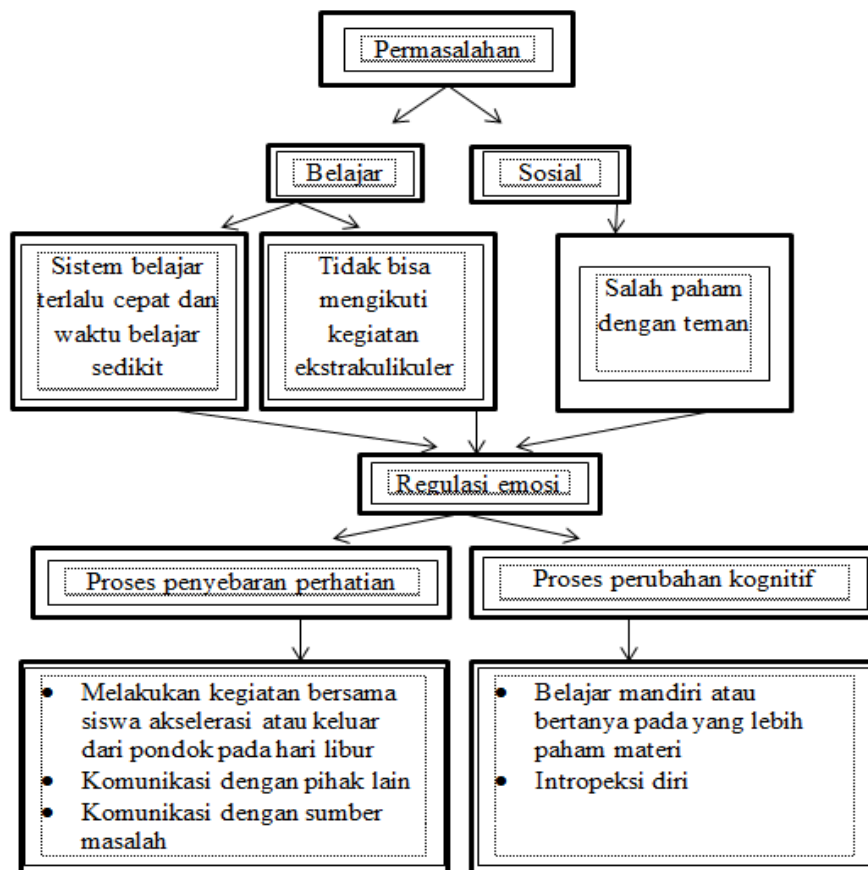 Permasalahan
Belajar
Sosial
Sistem belajar
terlalu cepat dan
waktu belajar
sedikit
Tidak bisa
mengikuti
kegiatan
ekstrakulikuler
Salah paham
dengan teman
Regulasi emosi
Proses penyebaran perhatian
Proses perubahan kognitif
• Melakukan kegiatan bersama
siswa akselerasi atau keluar
dari pondok pada hari libur
• Komunikasi dengan pihak lain
• Komunikasi dengan sumber
masalah
• Belajar mandiri atau
bertanya pada yang lebih
paham materi
• Intropeksi diri